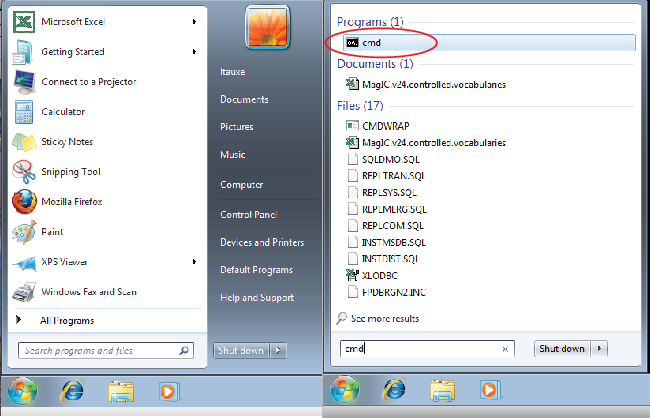 Microsoft Excel
Getting Started
Connect to a Projector
Calculator
Sticky Notes
Snipping Tool
Mozilla Firefox
Paint
XPS Viewer
Windows Fax and Scan
All Programs
Search programs and files
ltauxe
Documents
Pictures
Music
Computer
Control Panel
Devices and Printers
Default Programs
Help and Support
Shut down
Programs (1)
cmd
Documents (1)
MagIC.v24.controlled.vocabularies
Files (17)
CMDWRAP
MagIC.v24.controlled.vocabularies
SQLDMO.SQL
REPLTRAN.SQL
REPLSYS.SQL
REPLMERG.SQL
REPLCOM.SQL
INSTMSDB.SQL
INSTDIST.SQL
XLODBC
FPDBRGN2.INC
See more results
cmd
Shut down